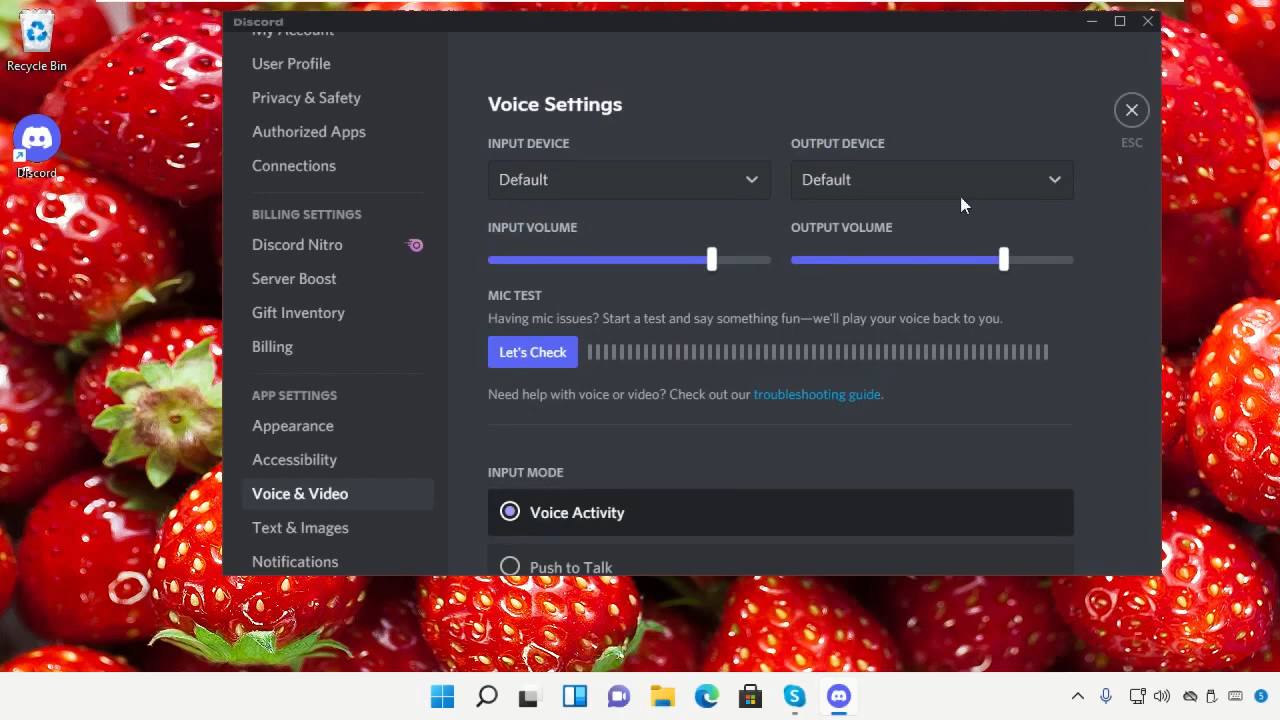 Discord
Recycle Bin
Discord
My Account
User Profile
Privacy & Safety
Authorized Apps
Connections
BILLING SETTINGS
Discord Nitro
Server Boost
Gift Inventory
Billing
APP SETTINGS
Appearance
Accessibility
Voice & Video
Text & Images
Notifications
Voice Settings
INPUT DEVICE
Default
OUTPUT DEVICE
Default
ESC
INPUT VOLUME
OUTPUT VOLUME
MIC TEST
Having mic issues? Start a test and say something fun—we'll play your voice back to you.
Let's Check
Need help with voice or video? Check out our troubleshooting guide.
INPUT MODE
Voice Activity
Push to Talk
5